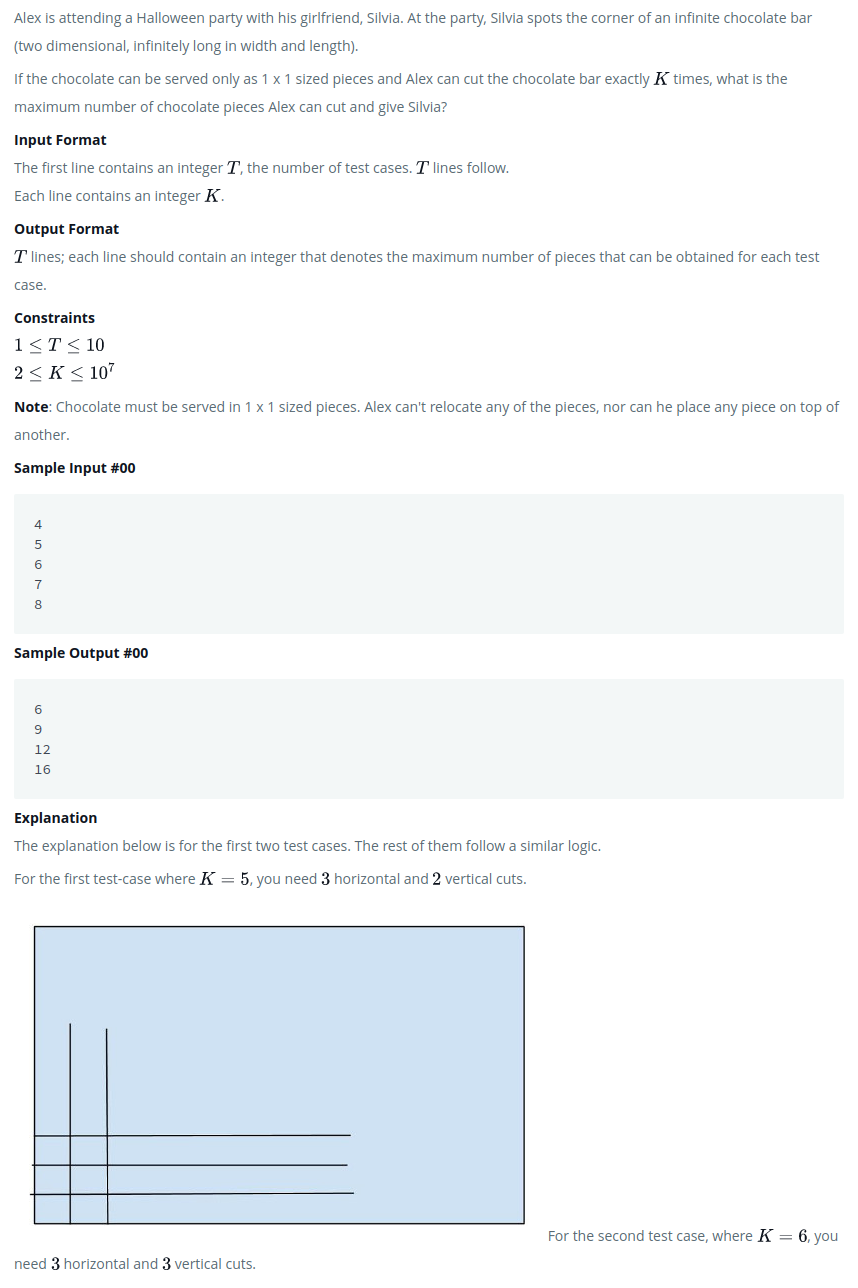 Alex is attending a Halloween party with his girlfriend, Silvia. At the party, Silvia spots the corner of an infinite chocolate bar
(two dimensional, infinitely long in width and length).
If the chocolate can be served only as 1 x 1 sized pieces and Alex can cut the chocolate bar exactly K times, what is the
maximum number of chocolate pieces Alex can cut and give Silvia?
Input Format
The first line contains an integer T, the number of test cases. T lines follow.
Each line contains an integer K.
Output Format
T lines; each line should contain an integer that denotes the maximum number of pieces that can be obtained for each test
case.
Constraints
1 ≤ T ≤ 10
2 ≤ K ≤ 10⁷
Note: Chocolate must be served in 1 x 1 sized pieces. Alex can't relocate any of the pieces, nor can he place any piece on top of
another.
Sample Input #00
4
5
6
7
8
Sample Output #00
6
9
12
16
Explanation
The explanation below is for the first two test cases. The rest of them follow a similar logic.
For the first test-case where K = 5, you need 3 horizontal and 2 vertical cuts.
For the second test case, where K = 6, you
need 3 horizontal and 3 vertical cuts.